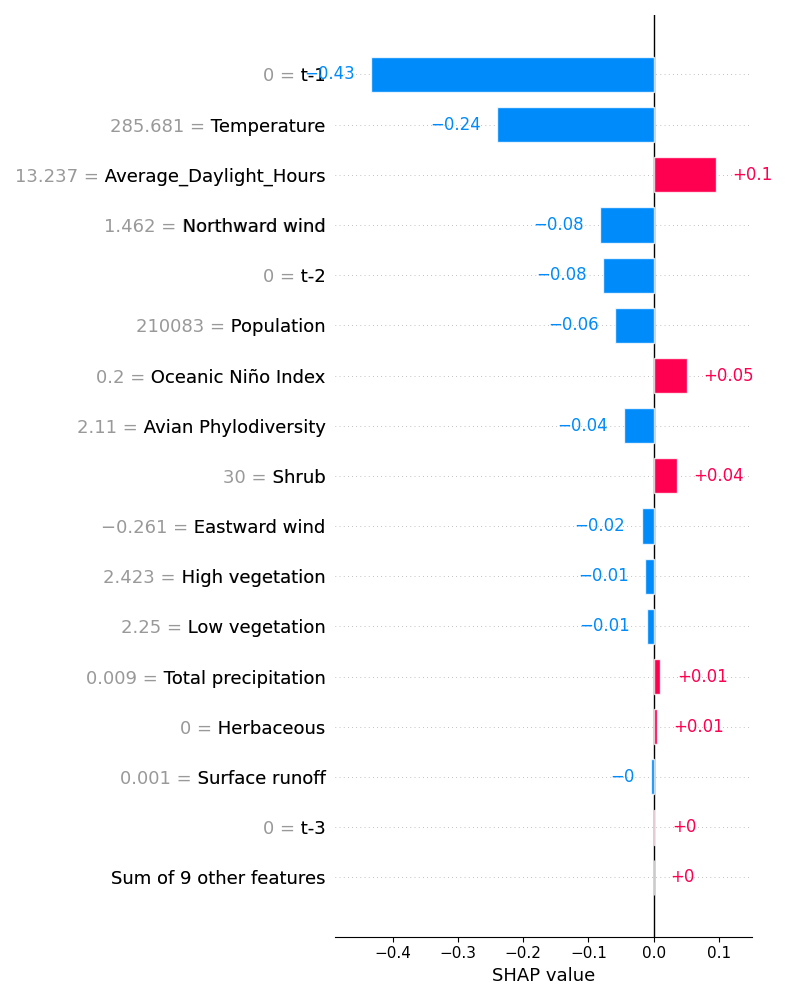 0 = t-1 −0.43
285.681 = Temperature −0.24
13.237 = Average_Daylight_Hours +0.1
1.462 = Northward wind −0.08
0 = t-2 −0.08
210083 = Population −0.06
0.2 = Oceanic Niño Index +0.05
2.11 = Avian Phylodiversity −0.04
30 = Shrub +0.04
−0.261 = Eastward wind −0.02
2.423 = High vegetation −0.01
2.25 = Low vegetation −0.01
0.009 = Total precipitation +0.01
0 = Herbaceous +0.01
0.001 = Surface runoff −0
0 = t-3 +0
Sum of 9 other features +0
−0.4 −0.3 −0.2 −0.1 0.0 0.1
SHAP value